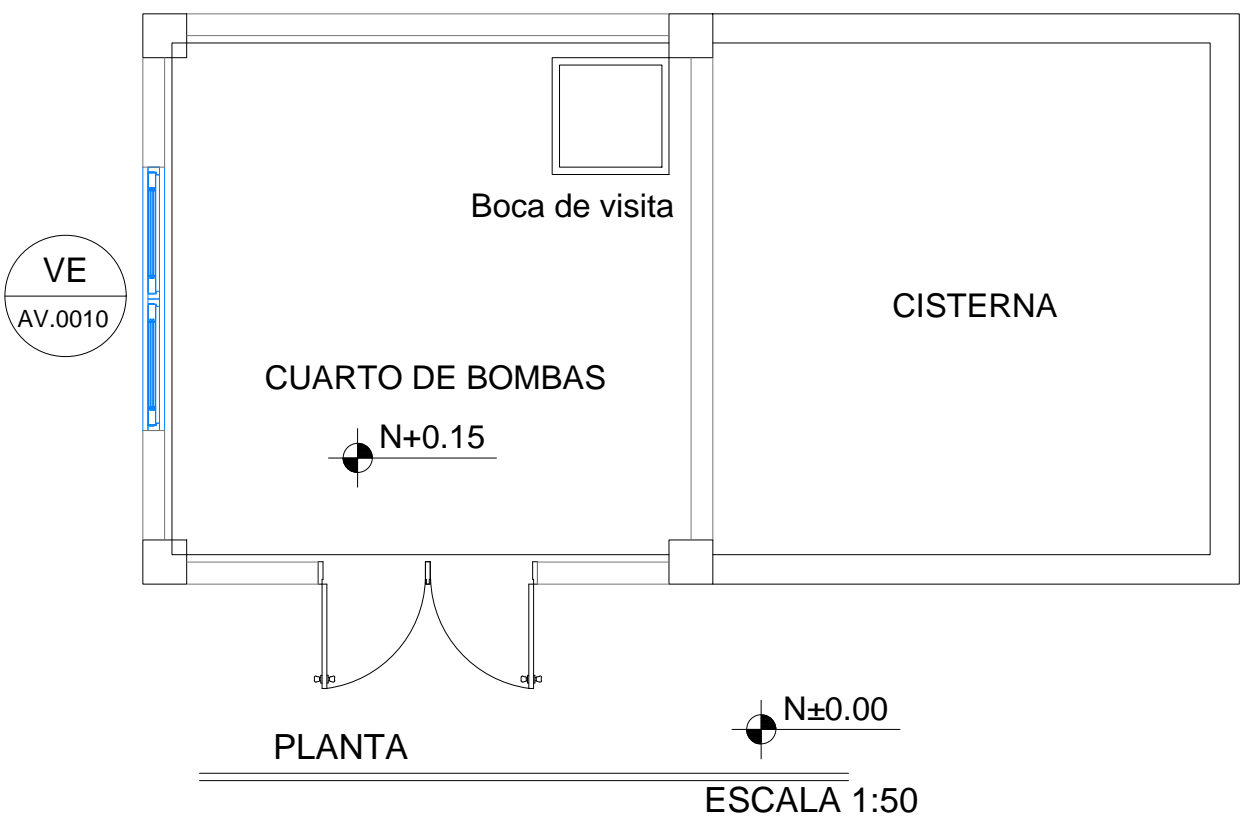 Boca de visita
VE
AV.0010
CISTERNA
CUARTO DE BOMBAS
N+0.15
N±0.00
PLANTA
ESCALA 1:50